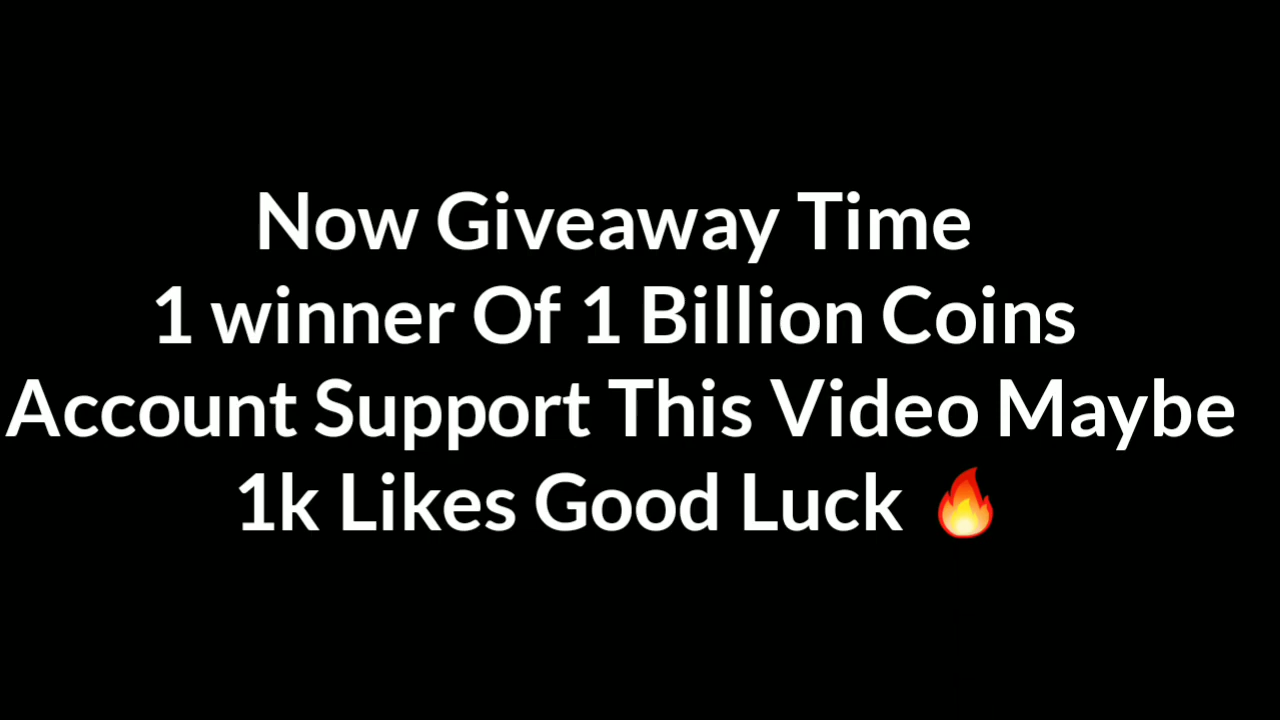 Now Giveaway Time
1 winner Of 1 Billion Coins
Account Support This Video Maybe
1k Likes Good Luck 🔥